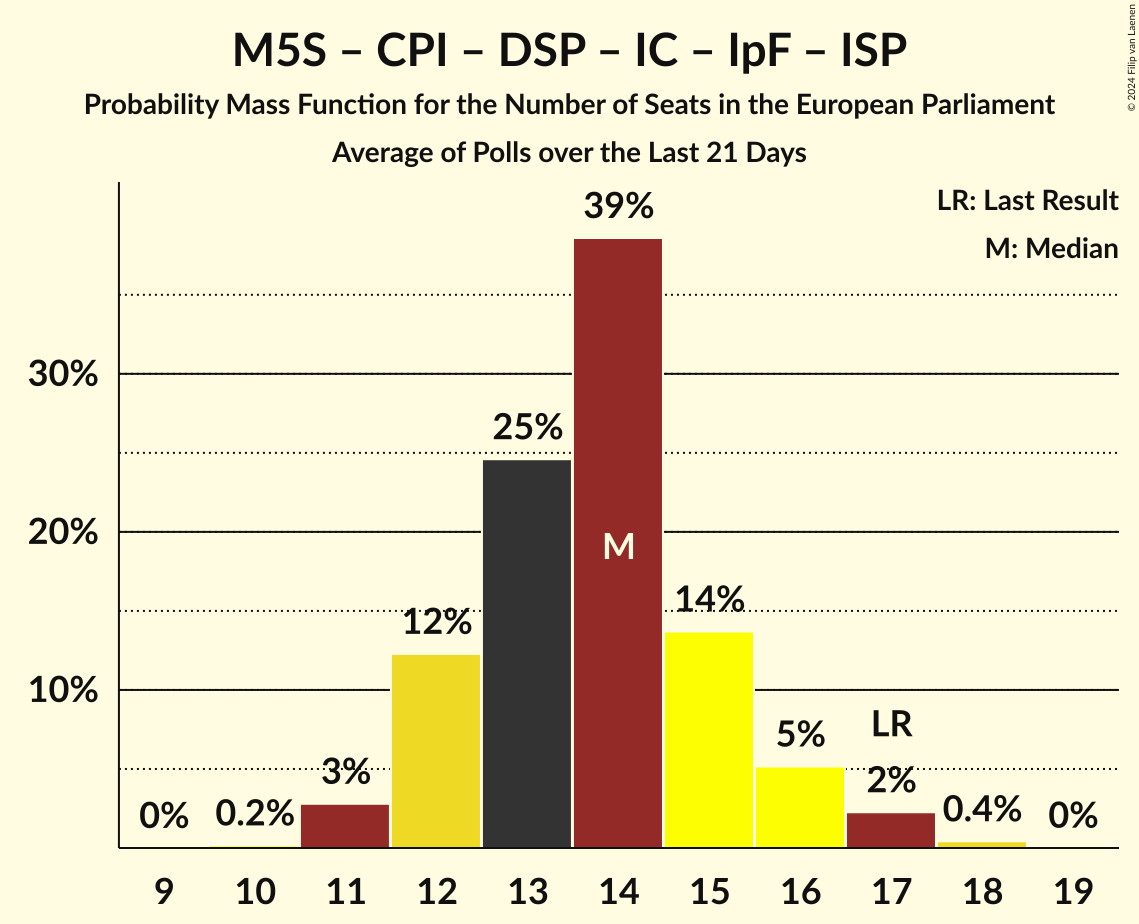 M5S – CPI – DSP – IC – IpF – ISP
Probability Mass Function for the Number of Seats in the European Parliament
Average of Polls over the Last 21 Days
© 2024 Filip van Laenen
LR: Last Result
M: Median
39%
30%
25%
20%
M
14%
12%
10%
LR
5%
3%
2%
0% 0.2% 0.4% 0%
9 10 11 12 13 14 15 16 17 18 19